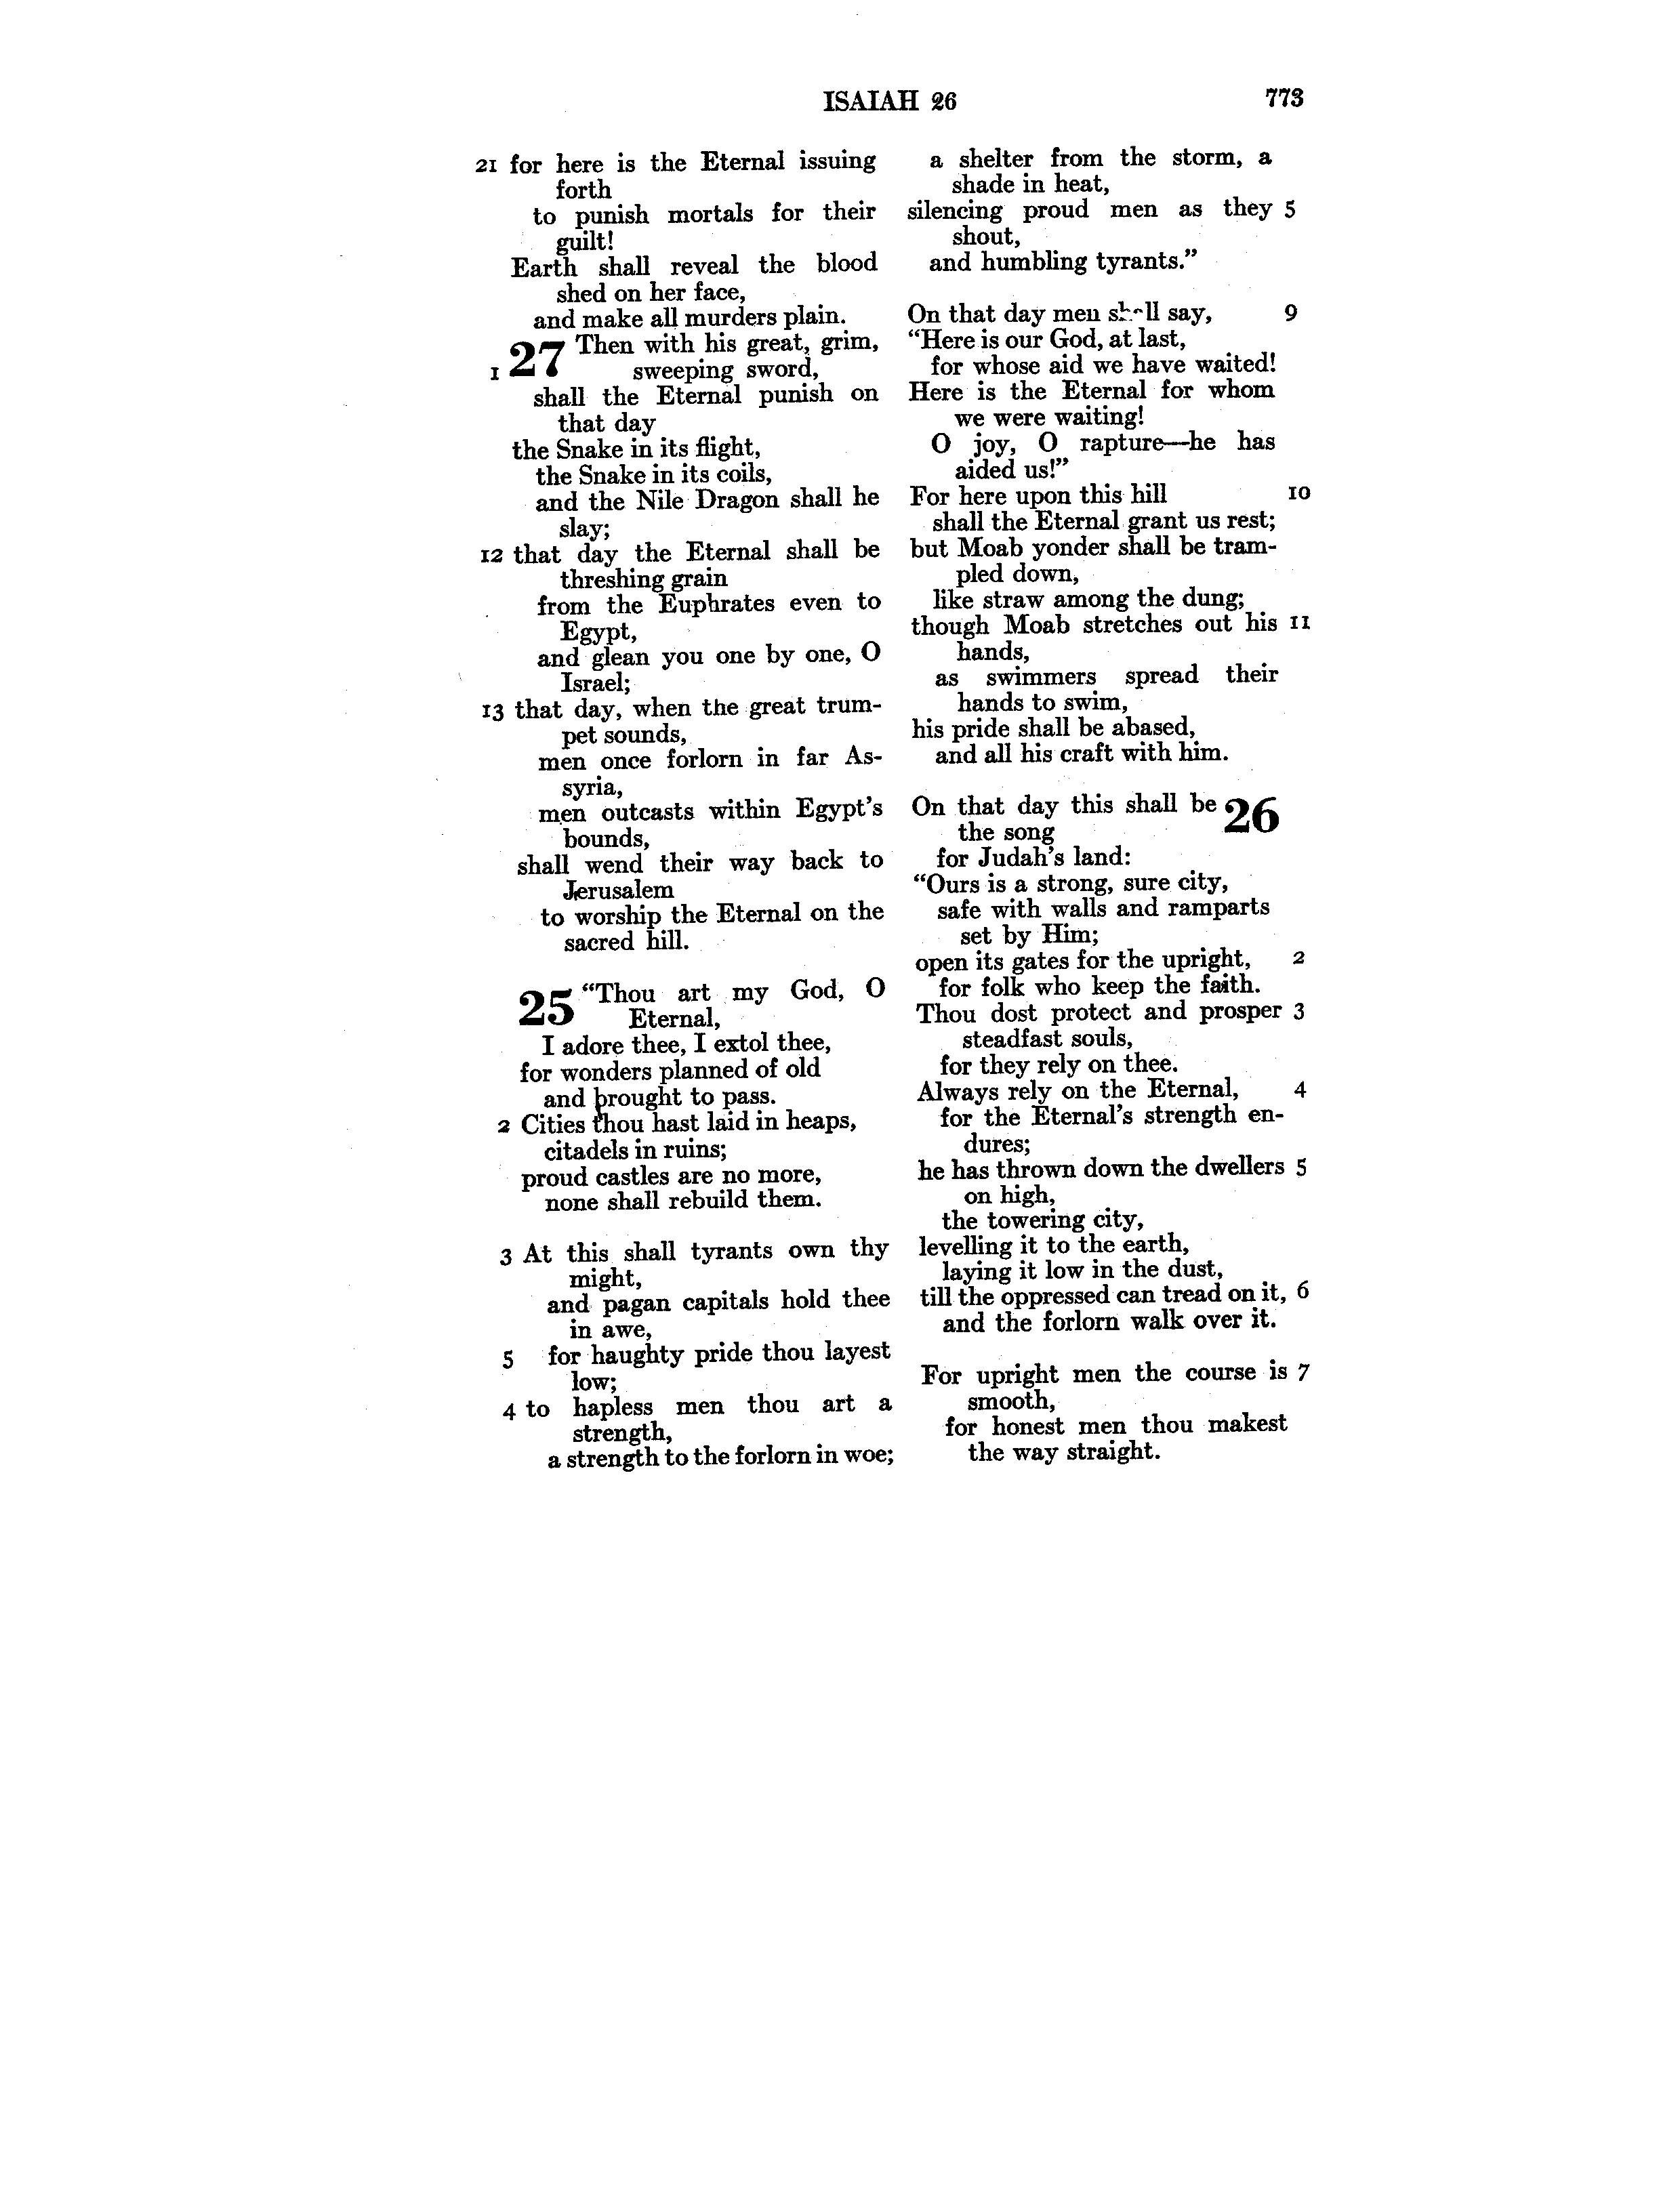 ISAIAH 26 773
21 for here is the Eternal issuing
forth
to punish mortals for their
guilt!
Earth shall reveal the blood
shed on her face,
and make all murders plain.
27 Then with his great, grim,
1 sweeping sword,
shall the Eternal punish on
that day
the Snake in its flight,
the Snake in its coils,
and the Nile Dragon shall he
slay;
12 that day the Eternal shall be
threshing grain
from the Euphrates even to
Egypt,
and glean you one by one, O
Israel;
13 that day, when the great trum-
pet sounds,
men once forlorn in far As-
syria,
men outcasts within Egypt's
bounds,
shall wend their way back to
Jerusalem
to worship the Eternal on the
sacred hill.
25 “Thou art my God, O
Eternal,
I adore thee, I extol thee,
for wonders planned of old
and brought to pass.
2 Cities thou hast laid in heaps,
citadels in ruins;
proud castles are no more,
none shall rebuild them.
3 At this shall tyrants own thy
might,
and pagan capitals hold thee
in awe,
5 for haughty pride thou layest
low;
4 to hapless men thou art a
strength,
a strength to the forlorn in woe;
a shelter from the storm, a
shade in heat,
silencing proud men as they 5
shout,
and humbling tyrants.”
On that day men shall say, 9
“Here is our God, at last,
for whose aid we have waited!
Here is the Eternal for whom
we were waiting!
O joy, O rapture—he has
aided us!”
For here upon this hill 10
shall the Eternal grant us rest;
but Moab yonder shall be tram-
pled down,
like straw among the dung;
though Moab stretches out his 11
hands,
as swimmers spread their
hands to swim,
his pride shall be abased,
and all his craft with him.
On that day this shall be 26
the song
for Judah's land:
“Ours is a strong, sure city,
safe with walls and ramparts
set by Him;
open its gates for the upright, 2
for folk who keep the faith.
Thou dost protect and prosper 3
steadfast souls,
for they rely on thee.
Always rely on the Eternal, 4
for the Eternal's strength en-
dures;
he has thrown down the dwellers 5
on high,
the towering city,
levelling it to the earth,
laying it low in the dust,
till the oppressed can tread on it, 6
and the forlorn walk over it.
For upright men the course is 7
smooth,
for honest men thou makest
the way straight.